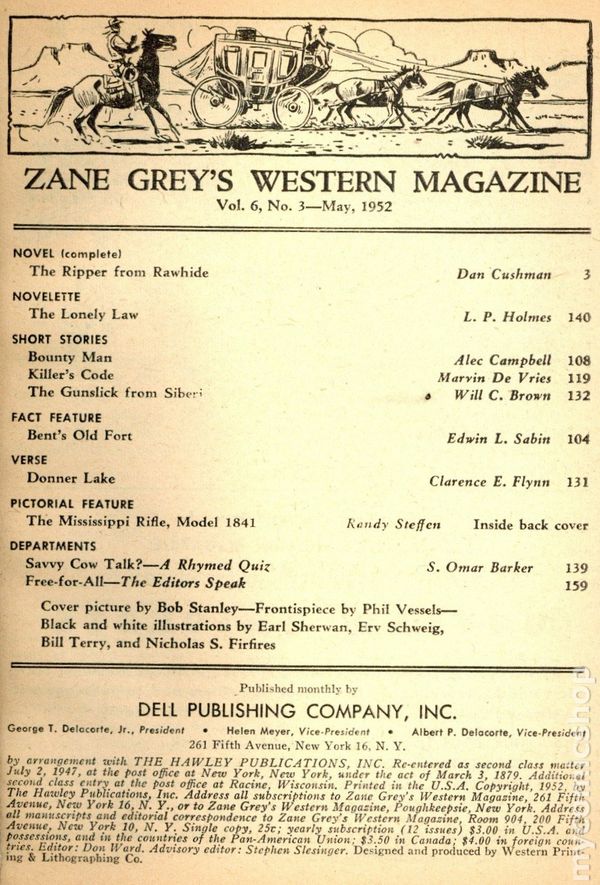 ZANE GREY'S WESTERN MAGAZINE
Vol. 6, No. 3—May, 1952
NOVEL (complete)
The Ripper from Rawhide Dan Cushman 3
NOVELETTE
The Lonely Law L. P. Holmes 140
SHORT STORIES
Bounty Man Alec Campbell 108
Killer's Code Marvin De Vries 119
The Gunslick from Siberi Will C. Brown 132
FACT FEATURE
Bent's Old Fort Edwin L. Sabin 104
VERSE
Donner Lake Clarence E. Flynn 131
PICTORIAL FEATURE
The Mississippi Rifle, Model 1841 Randy Steffen Inside back cover
DEPARTMENTS
Savvy Cow Talk?—A Rhymed Quiz S. Omar Barker 139
Free-for-All—The Editors Speak 159
Cover picture by Bob Stanley—Frontispiece by Phil Vessels—
Black and white illustrations by Earl Sherwan, Erv Schweig,
Bill Terry, and Nicholas S. Firfires
Published monthly by
DELL PUBLISHING COMPANY, INC.
George T. Delacorte, Jr., President • Helen Meyer, Vice-President • Albert P. Delacorte, Vice-President
261 Fifth Avenue, New York 16, N. Y.
by arrangement with THE HAWLEY PUBLICATIONS, INC. Re-entered as second class matter
July 2, 1947, at the post office at New York, New York, under the act of March 3, 1879. Additional
second class entry at the post office at Racine, Wisconsin. Printed in the U.S.A. Copyright, 1952, by
The Hawley Publications, Inc. Address all subscriptions to Zane Grey's Western Magazine, 261 Fifth
Avenue, New York 16, N. Y., or to Zane Grey's Western Magazine, Poughkeepsie, New York. Address
all manuscripts and editorial correspondence to Zane Grey's Western Magazine, Room 904, 200 Fifth
Avenue, New York 10, N. Y. Single copy, 25c; yearly subscription (12 issues) $3.00 in U.S.A. and
possessions, and in the countries of the Pan-American Union; $3.50 in Canada; $4.00 in foreign coun-
tries. Editor: Don Ward. Advisory editor: Stephen Slesinger. Designed and produced by Western Print-
ing & Lithographing Co.
mycomicshop